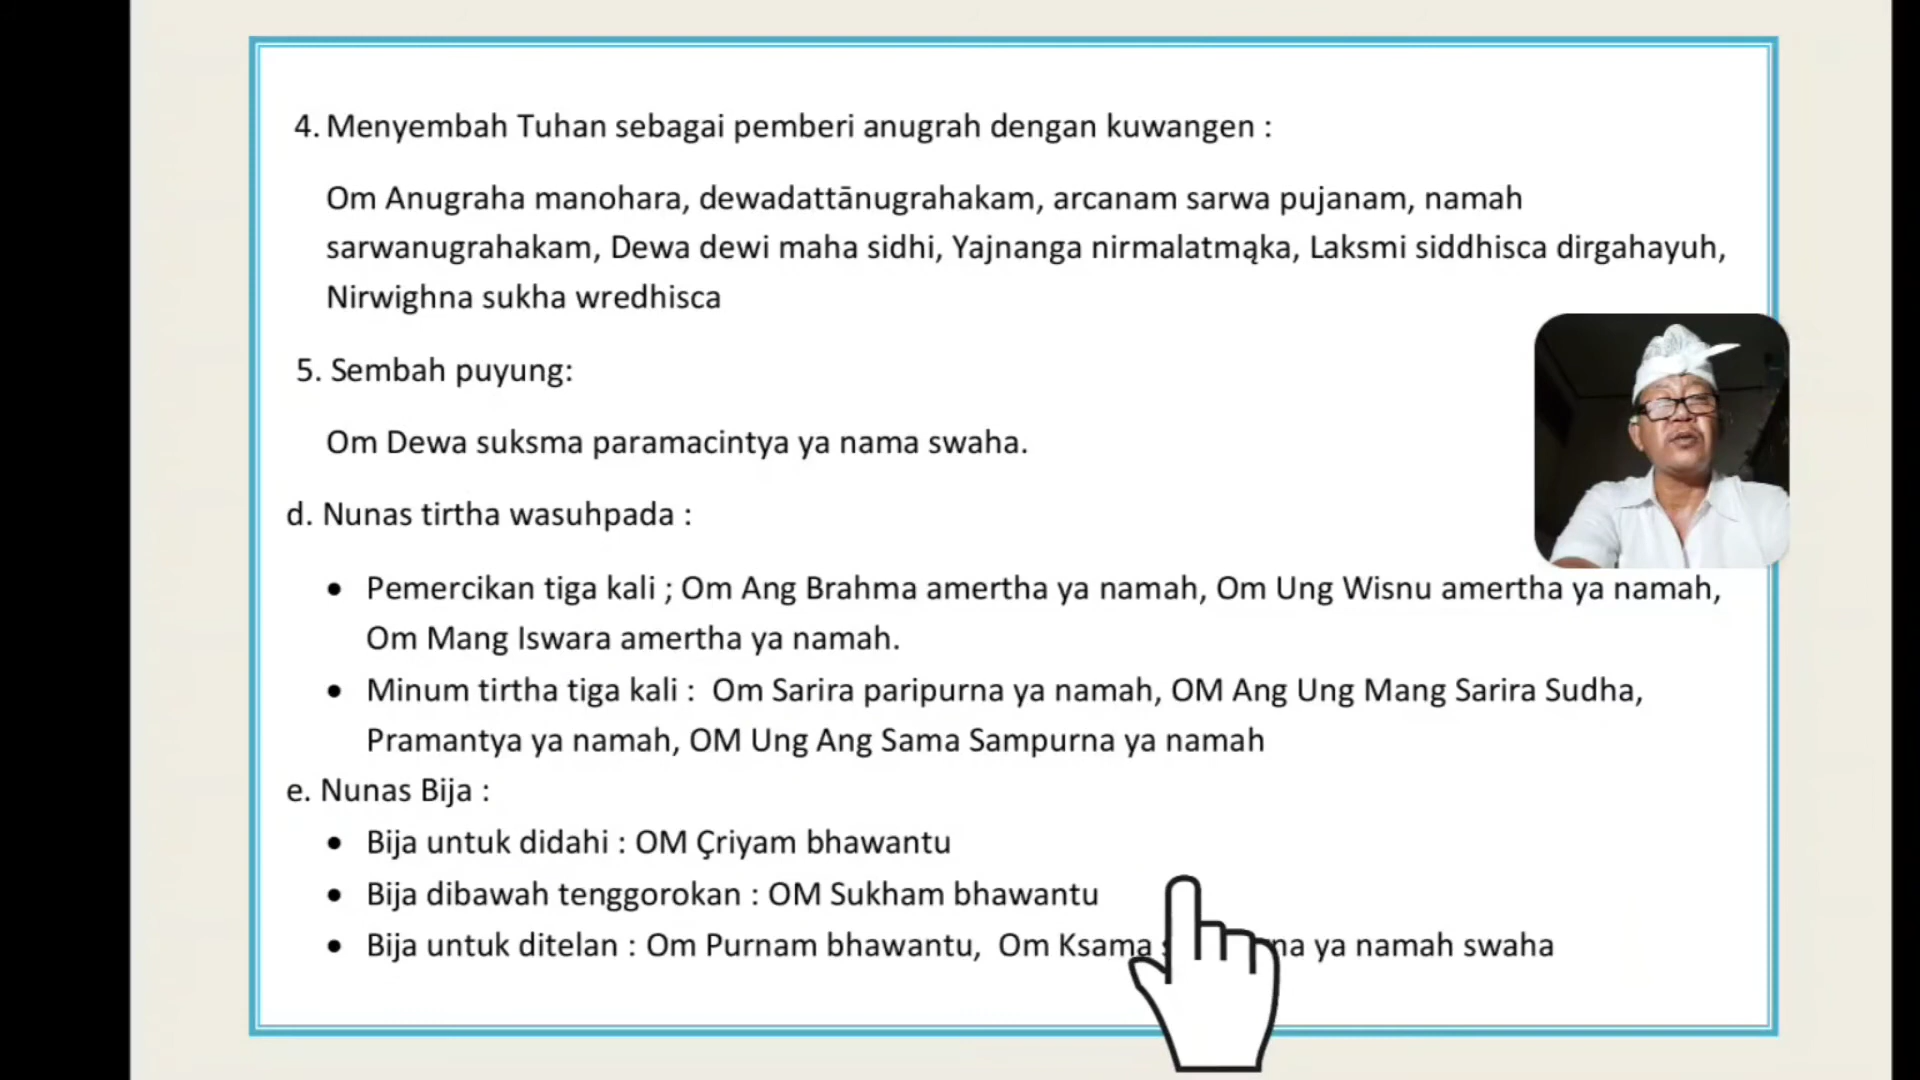 4. Menyembah Tuhan sebagai pemberi anugrah dengan kuwangen :
Om Anugraha manohara, dewadattānugrahakam, arcanam sarwa pujanam, namah
sarwanugrahakam, Dewa dewi maha sidhi, Yajnanga nirmalatmąka, Laksmi siddhisca dirgahayuh,
Nirwighna sukha wredhisca
5. Sembah puyung:
Om Dewa suksma paramacintya ya nama swaha.
d. Nunas tirtha wasuhpada :
• Pemercikan tiga kali ; Om Ang Brahma amertha ya namah, Om Ung Wisnu amertha ya namah,
Om Mang Iswara amertha ya namah.
• Minum tirtha tiga kali : Om Sarira paripurna ya namah, OM Ang Ung Mang Sarira Sudha,
Pramantya ya namah, OM Ung Ang Sama Sampurna ya namah
e. Nunas Bija :
• Bija untuk didahi : OM Çriyam bhawantu
• Bija dibawah tenggorokan : OM Sukham bhawantu
• Bija untuk ditelan : Om Purnam bhawantu, Om Ksama ya namah swaha